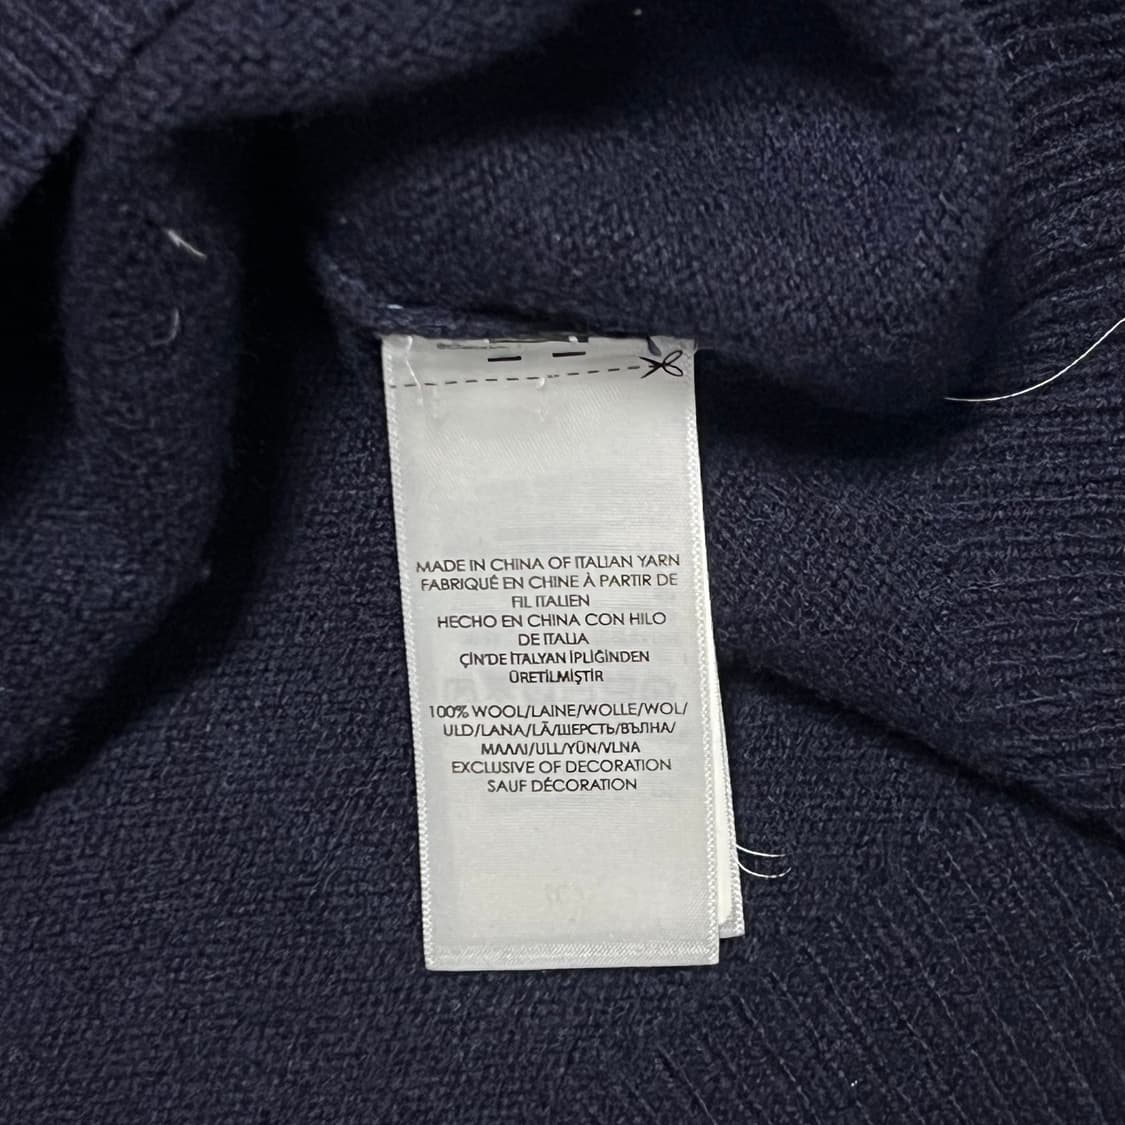 MADE IN CHINA OF ITALIAN YARN
FABRIQUÉ EN CHINE À PARTIR DE
FIL ITALIEN
HECHO EN CHINA CON HILO
DE ITALIA
ÇİN'DE İTALYAN İPLİĞİNDEN
ÜRETİLMİŞTİR
100% WOOL/LAINE/WOLLE/WOL/
ULD/LANA/LÃ/ШЕРСТЬ/ВЪЛНА/
ΜΑΛΛΙ/ULL/YÜN/VLNA
EXCLUSIVE OF DECORATION
SAUF DÉCORATION